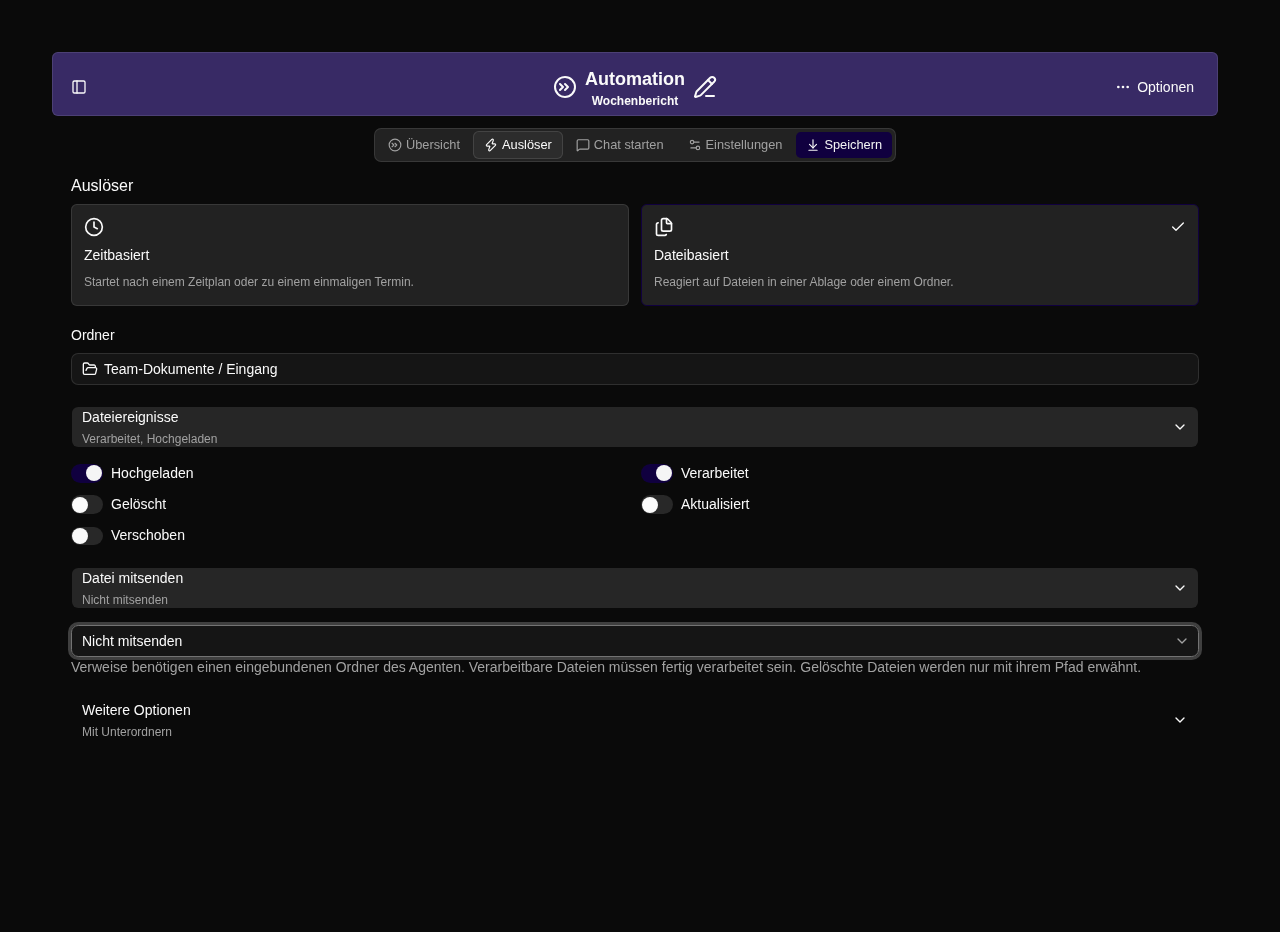 Automation
Wochenbericht
Optionen
Übersicht
Auslöser
Chat starten
Einstellungen
Speichern
Auslöser
Zeitbasiert
Startet nach einem Zeitplan oder zu einem einmaligen Termin.
Dateibasiert
Reagiert auf Dateien in einer Ablage oder einem Ordner.
Ordner
Team-Dokumente / Eingang
Dateiereignisse
Verarbeitet, Hochgeladen
Hochgeladen
Verarbeitet
Gelöscht
Aktualisiert
Verschoben
Datei mitsenden
Nicht mitsenden
Nicht mitsenden
Verweise benötigen einen eingebundenen Ordner des Agenten. Verarbeitbare Dateien müssen fertig verarbeitet sein. Gelöschte Dateien werden nur mit ihrem Pfad erwähnt.
Weitere Optionen
Mit Unterordnern